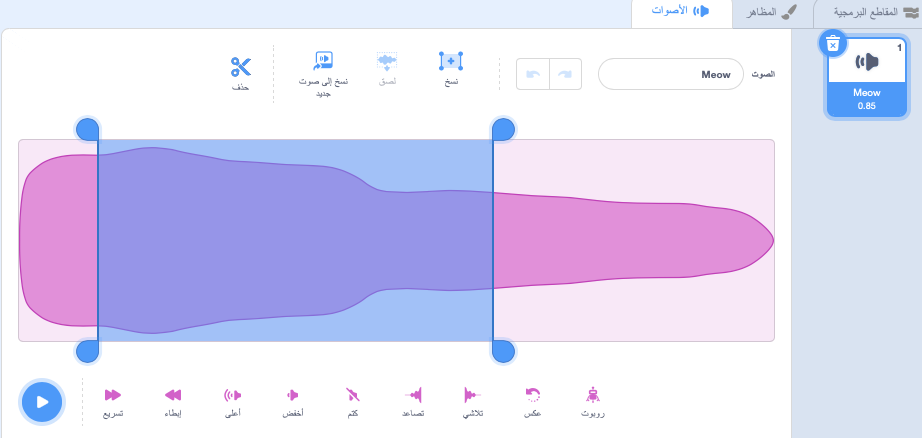 المقاطع البرمجية
المظاهر
الأصوات
1
Meow
0.85
الصوت
Meow
نسخ
لصق
نسخ إلى صوت
جديد
حذف
روبوت
عكس
تلاشي
تصاعد
كتم
أخفض
أعلى
إبطاء
تسريع